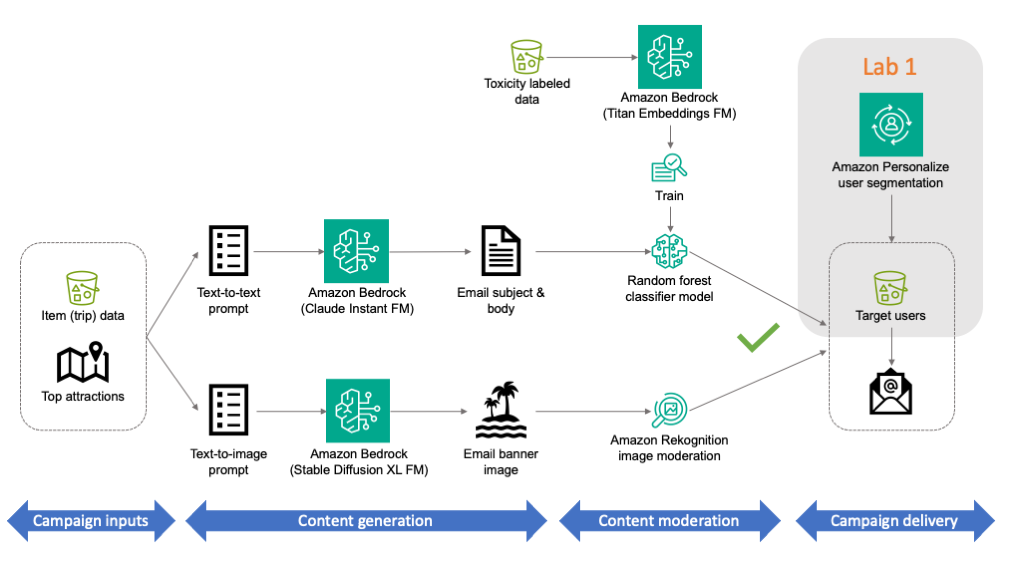 Toxicity labeled
data
Amazon Bedrock
(Titan Embeddings FM)
Train
Lab 1
Amazon Personalize
user segmentation
Item (trip) data
Top attractions
Text-to-text
prompt
Amazon Bedrock
(Claude Instant FM)
Email subject &
body
Random forest
classifier model
Target users
@
Text-to-image
prompt
Amazon Bedrock
(Stable Diffusion XL FM)
Email banner
image
Amazon Rekognition
image moderation
Campaign inputs
Content generation
Content moderation
Campaign delivery